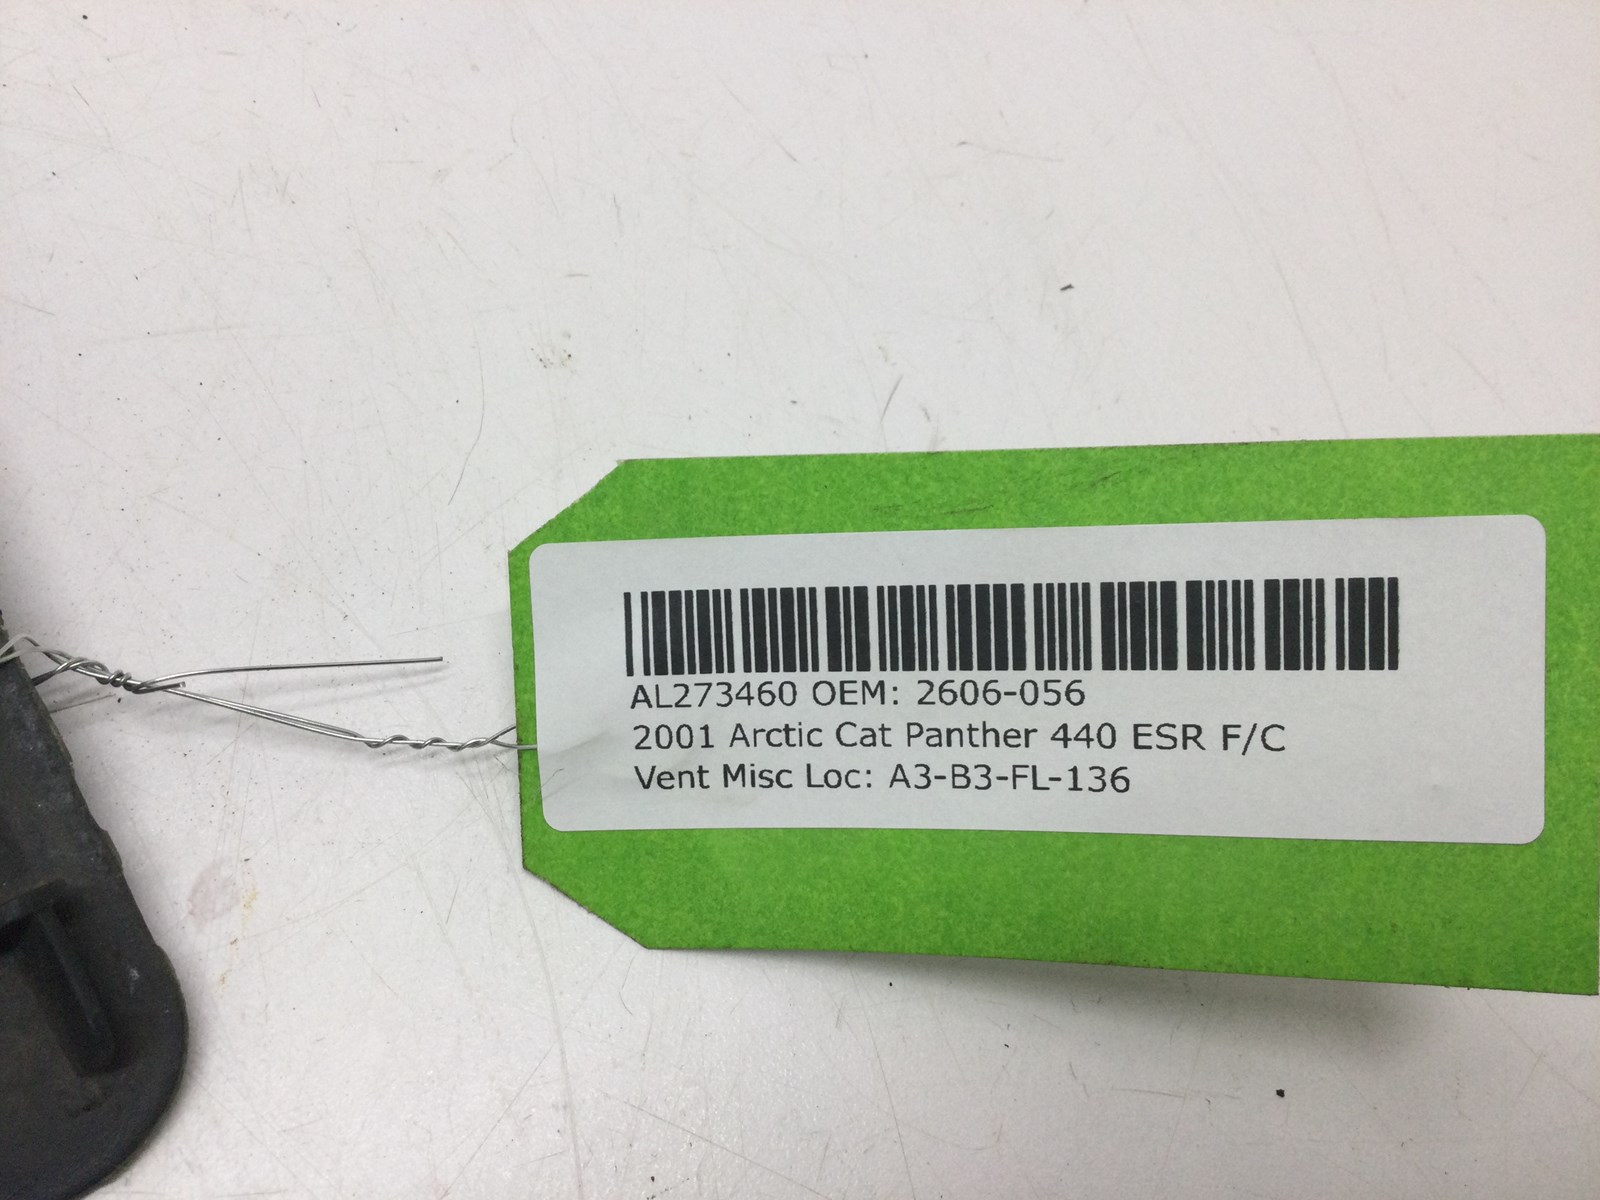 AL273460 OEM: 2606-056
2001 Arctic Cat Panther 440 ESR F/C
Vent Misc Loc: A3-B3-FL-136